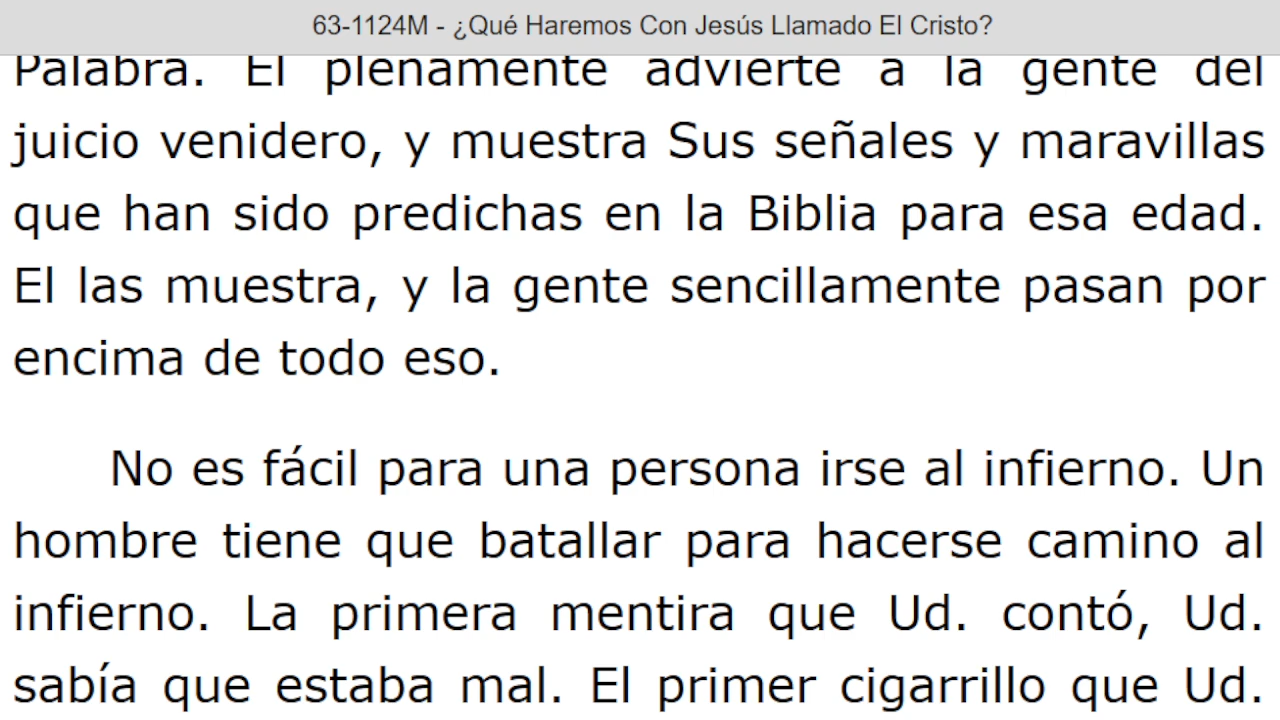 63-1124M - ¿Qué Haremos Con Jesús Llamado El Cristo?
Palabra. El plenamente advierte a la gente del
juicio venidero, y muestra Sus señales y maravillas
que han sido predichas en la Biblia para esa edad.
El las muestra, y la gente sencillamente pasan por
encima de todo eso.
No es fácil para una persona irse al infierno. Un
hombre tiene que batallar para hacerse camino al
infierno. La primera mentira que Ud. contó, Ud.
sabía que estaba mal. El primer cigarrillo que Ud.